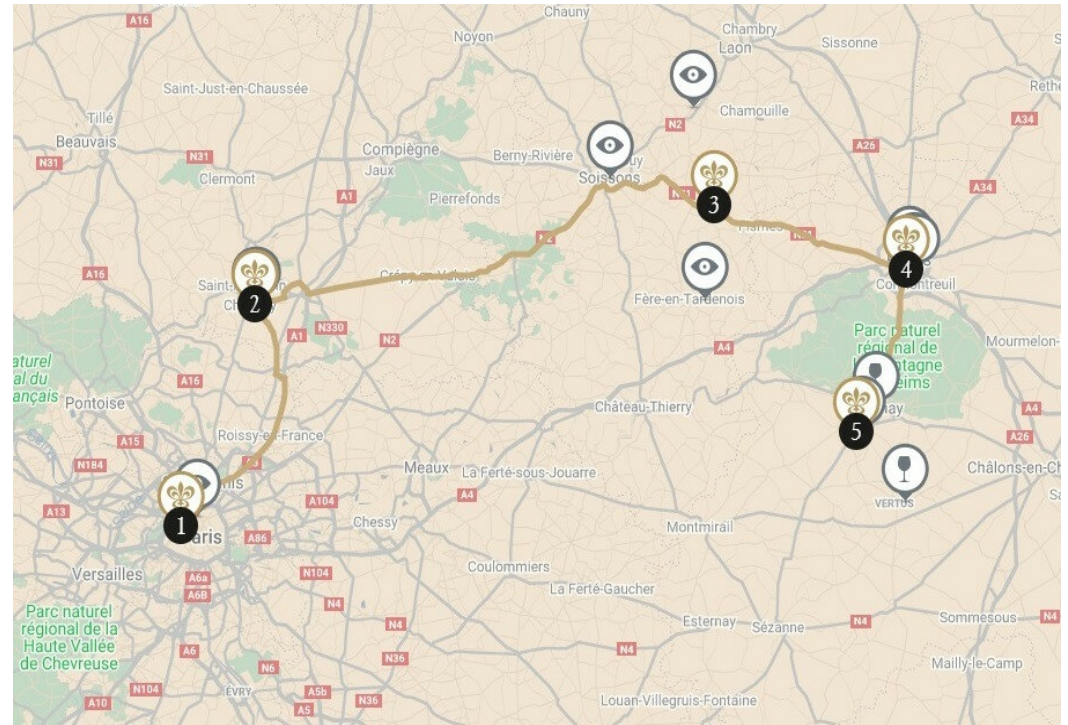 A16
Chauny
Noyon
Chambry
Laon
Sissonne
Saint-Just-en-Chaussée
Tillé
Beauvais
N31
N31
Clermont
Compiègne
Jaux
Berny-Rivière
Soissons
N2
Chamouille
A34
A26
A34
A1
Pierrefonds
N31
3
N31
N2
4
A16
2
Crépy-en-Valois
Fère-en-Tardenois
A1
N330
N2
A4
Parc naturel
régional de
Mourmelon-
A16
Pontoise
Château-Thierry
5
A4
A15
Roissy-en-France
A26
N184
Meaux
La Ferté-sous-Jouarre
Châlons-en-Ch
A13
1
A104
A4
VERTUS
A86
Chessy
Montmirail
Versailles
A6a
A6B
N104
Coulommiers
N4
La Ferté-Gaucher
Parc naturel
régional de la
Haute Vallée
de Chevreuse
N4
Esternay
Sézanne
N4
Sommesous
N4
A6
N6
N36
N4
Mailly-le-Camp
A10
N104
ÉVRY
A5b
A5
N36
Louan-Villegruis-Fontaine